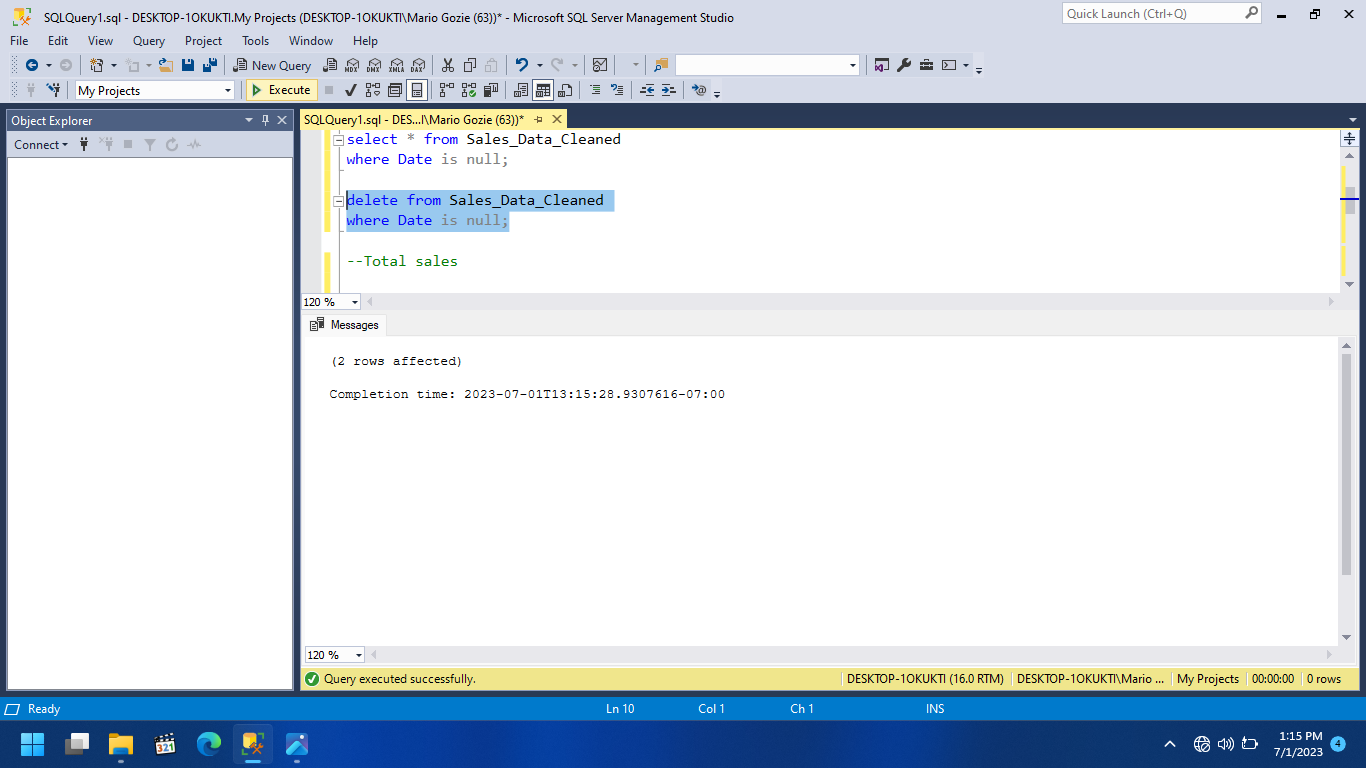 SQLQuery1.sql - DESKTOP-1OKUKTI.My Projects (DESKTOP-1OKUKTI\Mario Gozie (63))* - Microsoft SQL Server Management Studio
Quick Launch (Ctrl+Q)
File Edit View Query Project Tools Window Help
New Query MDX DMX XMLA DAX
My Projects Execute
Object Explorer
SQLQuery1.sql - DES...I\Mario Gozie (63))*
Connect
select * from Sales_Data_Cleaned
where Date is null;
delete from Sales_Data_Cleaned
where Date is null;
--Total sales
120 %
Messages
(2 rows affected)
Completion time: 2023-07-01T13:15:28.9307616-07:00
120 %
Query executed successfully. DESKTOP-1OKUKTI (16.0 RTM) DESKTOP-1OKUKTI\Mario ... My Projects 00:00:00 0 rows
Ready Ln 10 Col 1 Ch 1 INS
321
1:15 PM
7/1/2023
4